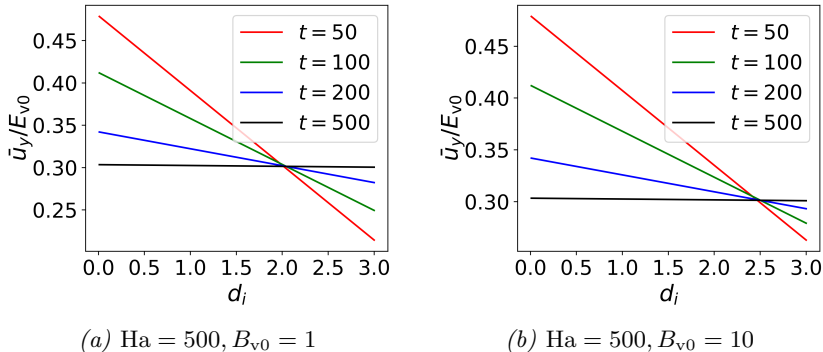 0.45
0.40
0.35
0.30
0.25
ũ_y/E_v0
t = 50
t = 100
t = 200
t = 500
0.0 0.5 1.0 1.5 2.0 2.5 3.0
d_i
(a) Ha = 500, B_v0 = 1
0.45
0.40
0.35
0.30
ũ_y/E_v0
t = 50
t = 100
t = 200
t = 500
0.0 0.5 1.0 1.5 2.0 2.5 3.0
d_i
(b) Ha = 500, B_v0 = 10